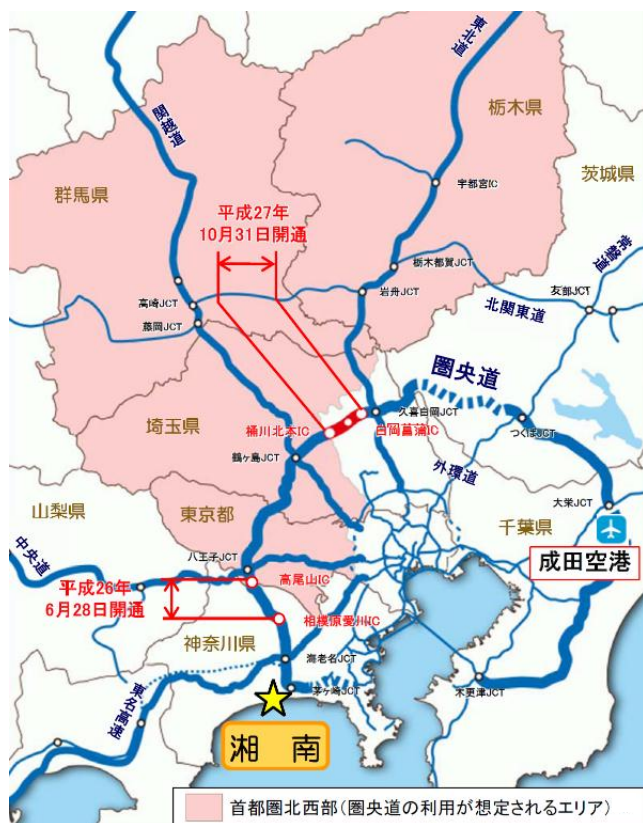 東北道
関越道
栃木県
茨城県
宇都宮IC
群馬県
平成27年
10月31日開通
常磐道
栃木都賀JCT
岩舟JCT
友部JCT
高崎JCT
北関東道
藤岡JCT
圏央道
久喜白岡JCT
埼玉県
桶川北本IC
白岡菖蒲IC
つくばJCT
鶴ヶ島JCT
外環道
大栄JCT
山梨県
東京都
千葉県
中央道
八王子JCT
成田空港
平成26年
6月28日開通
高尾山IC
相模原愛川IC
神奈川県
海老名JCT
東名高速
茅ヶ崎JCT
木更津JCT
湘 南
首都圏北西部(圏央道の利用が想定されるエリア)